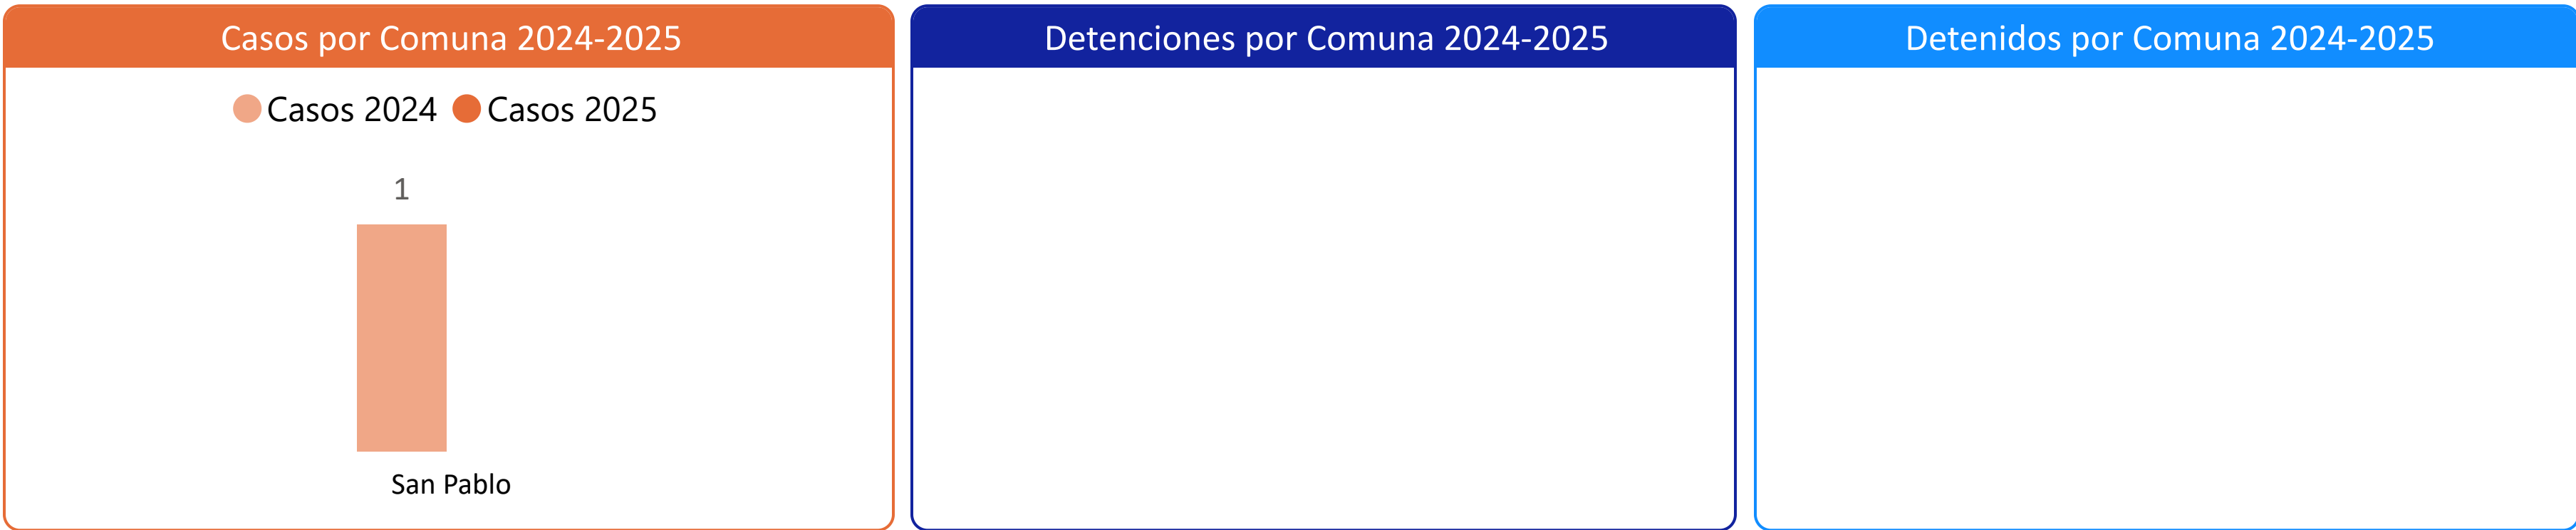 Casos por Comuna 2024-2025
Casos 2024 Casos 2025
1
San Pablo
Detenciones por Comuna 2024-2025
Detenidos por Comuna 2024-2025